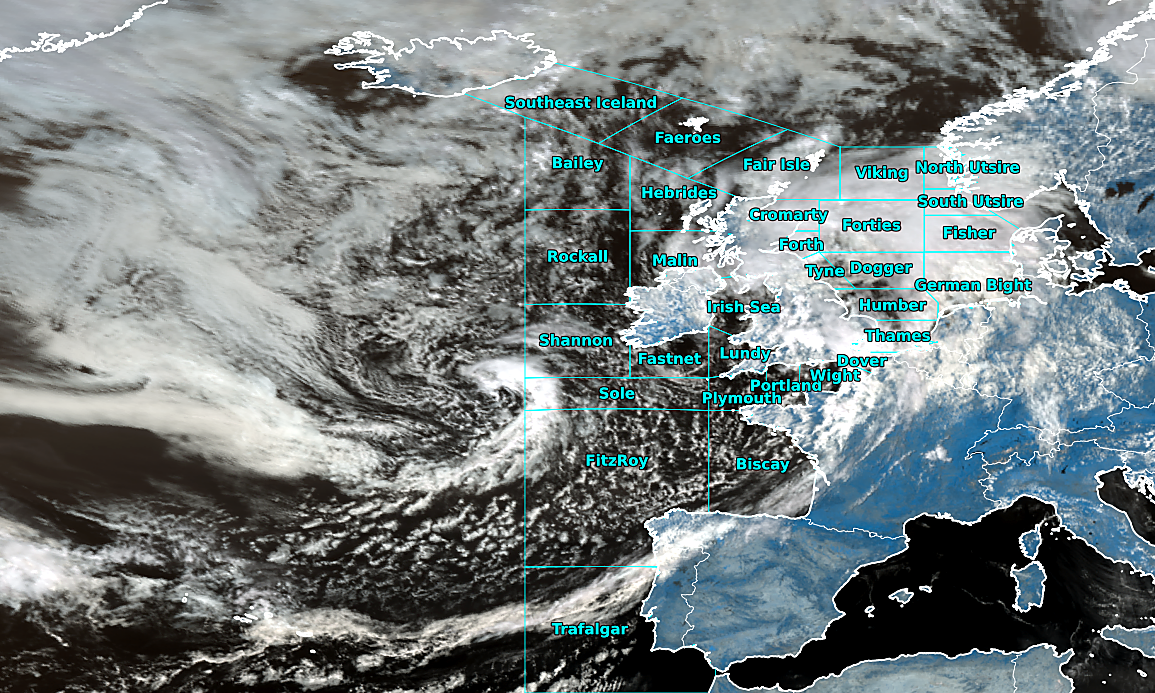 Southeast Iceland
Faeroes
Bailey
Fair Isle
Viking
North Utsire
Hebrides
South Utsire
Cromarty
Forties
Fisher
Forth
Rockall
Malin
Tyne
Dogger
German Bight
Irish Sea
Humber
Thames
Shannon
Fastnet
Lundy
Dover
Wight
Portland
Sole
Plymouth
FitzRoy
Biscay
Trafalgar